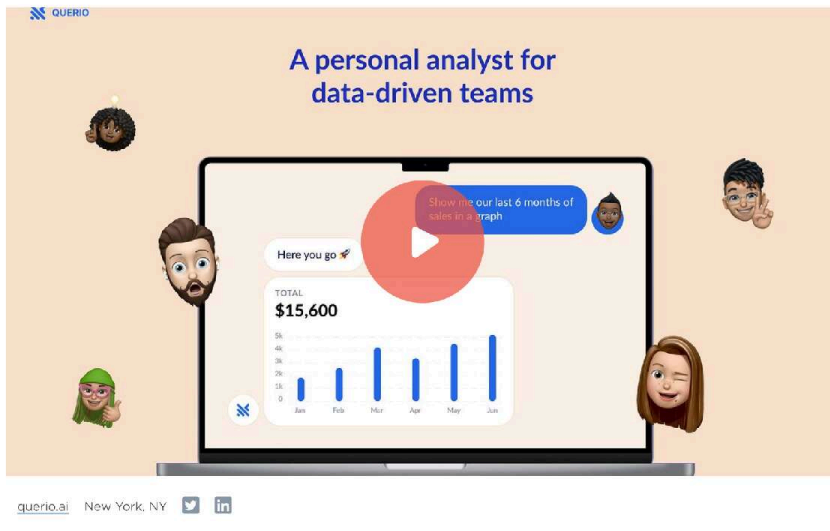 QUERIO
A personal analyst for
data-driven teams
Show me our last 6 months of
sales in a graph
Here you go 🚀
TOTAL
$15,600
5k
4k
3k
2k
1k
0
Jan Feb Mar Apr May Jun
querio.ai New York, NY